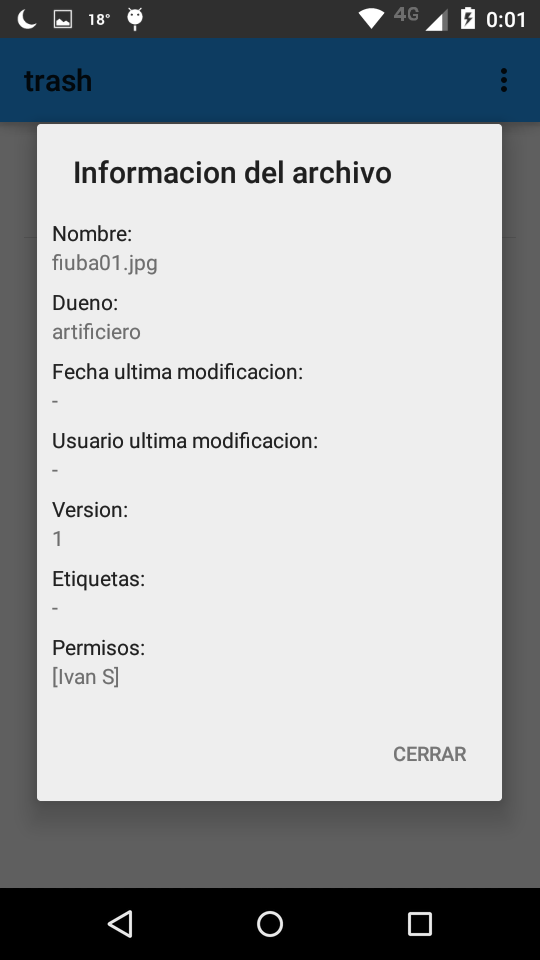 18°
4G
0:01
trash
Informacion del archivo
Nombre:
fiuba01.jpg
Dueno:
artificiero
Fecha ultima modificacion:
-
Usuario ultima modificacion:
-
Version:
1
Etiquetas:
-
Permisos:
[Ivan S]
CERRAR